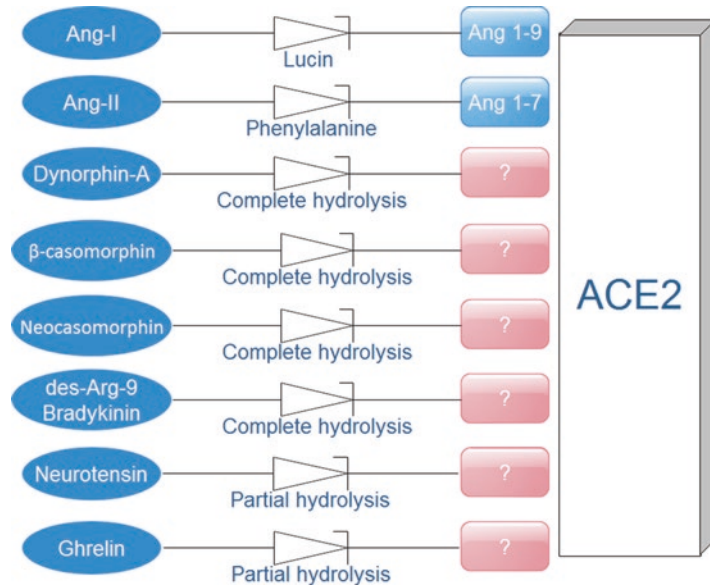 Ang-I
Lucin
Ang 1-9
Ang-II
Phenylalanine
Ang 1-7
Dynorphin-A
Complete hydrolysis
?
β-casomorphin
Complete hydrolysis
?
Neocasomorphin
Complete hydrolysis
?
des-Arg-9
Bradykinin
Complete hydrolysis
?
Neurotensin
Partial hydrolysis
?
Ghrelin
Partial hydrolysis
?
ACE2